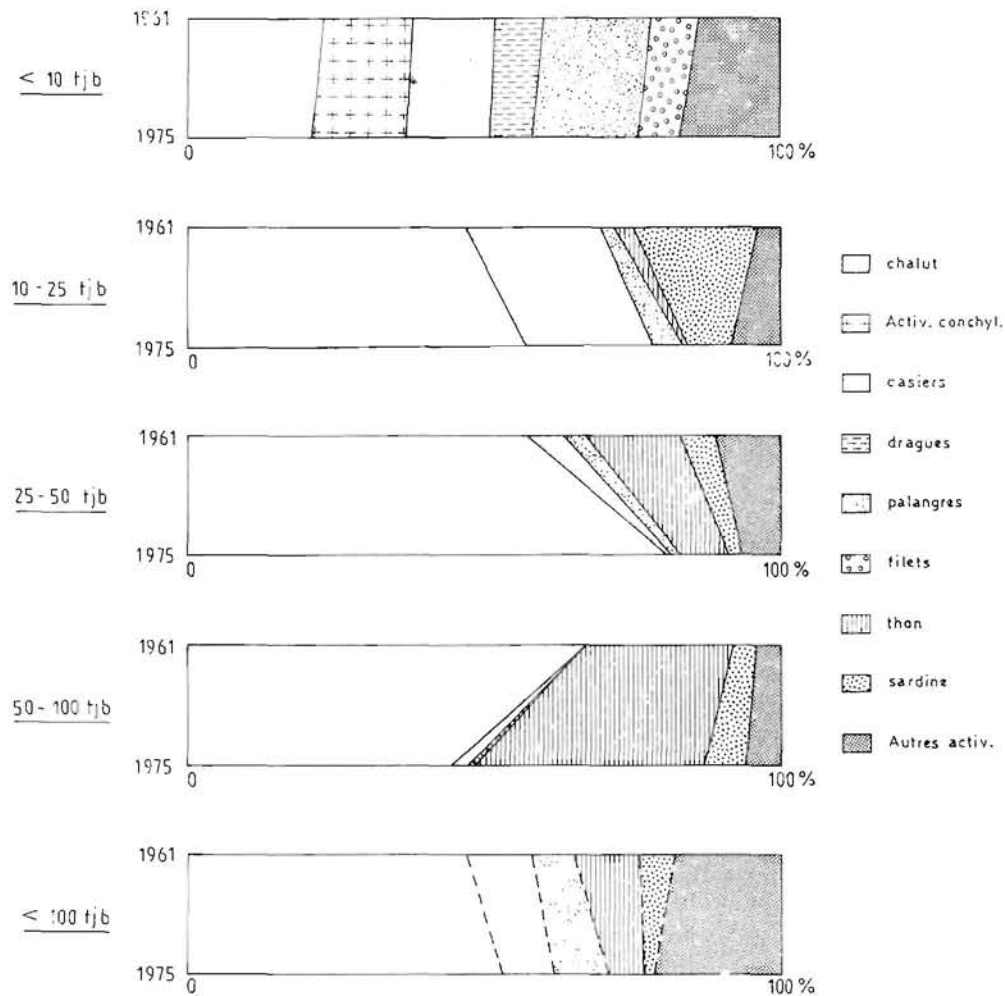 1961
< 10 tjb
1975
0
100%
1961
10-25 tjb
1975
0
100%
1961
25-50 tjb
1975
0
100%
1961
50-100 tjb
1975
0
100%
1961
< 100 tjb
1975
0
100%
chalut
Activ. conchyl.
casiers
dragues
palangres
filets
thon
sardine
Autres activ.